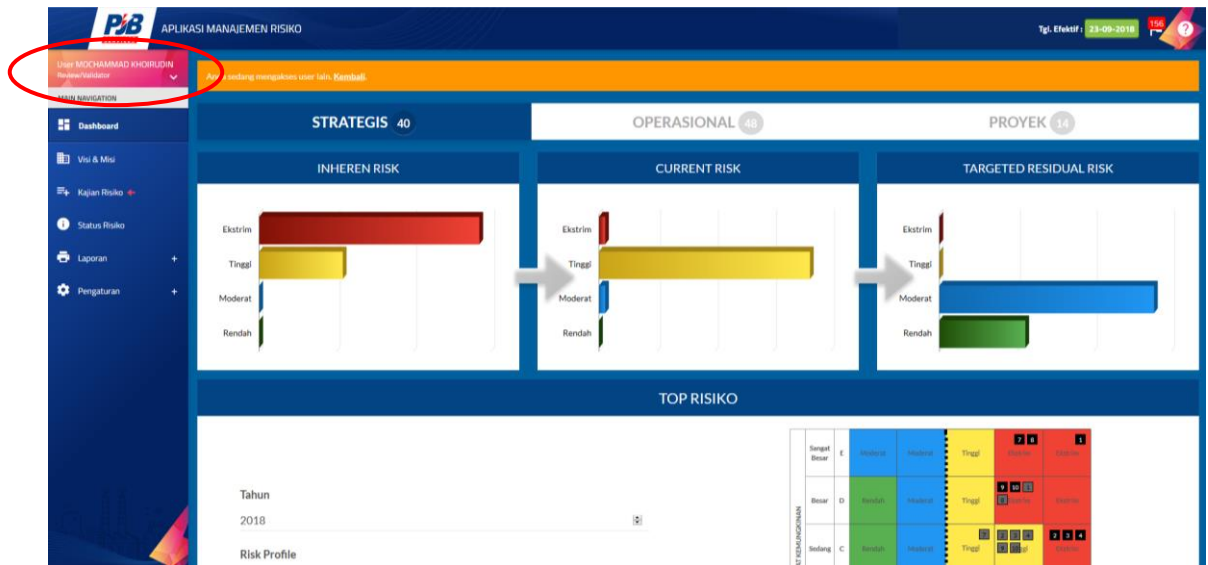 PJB
APLIKASI MANAJEMEN RISIKO
Tgl. Efektif : 23-09-2018
156
?
User MOCHAMMAD KHOIRUDIN
Review/Validator
Anda sedang mengakses user lain. Kembali.
MAIN NAVIGATION
Dashboard
Visi & Misi
Kajian Risiko
Status Risiko
Laporan +
Pengaturan +
STRATEGIS 40
OPERASIONAL 48
PROYEK 14
INHEREN RISK
Ekstrim
Tinggi
Moderat
Rendah
CURRENT RISK
Ekstrim
Tinggi
Moderat
Rendah
TARGETED RESIDUAL RISK
Ekstrim
Tinggi
Moderat
Rendah
TOP RISIKO
Tahun
2018
Risk Profile
KEMUNGKINAN
Sangat Besar E Moderat Moderat Tinggi 7 6 Ekstrim 1 Ekstrim
Besar D Rendah Moderat Tinggi 9 10 Ekstrim Ekstrim
Sedang C Rendah Moderat Tinggi 2 3 4 Ekstrim